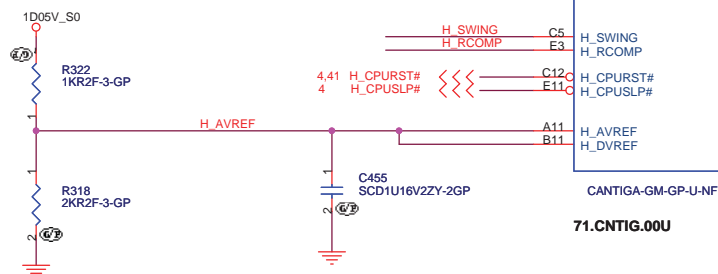 1D05V_S0
R322
1KR2F-3-GP
1
H_AVREF
1
R318
2KR2F-3-GP
2
G/P
1
C455
SCD1U16V2ZY-2GP
2
G/P
H_SWING
H_RCOMP
4,41 H_CPURST#
4 H_CPUSLP#
C5 H_SWING
E3 H_RCOMP
C12 H_CPURST#
E11 H_CPUSLP#
A11 H_AVREF
B11 H_DVREF
CANTIGA-GM-GP-U-NF
71.CNTIG.00U